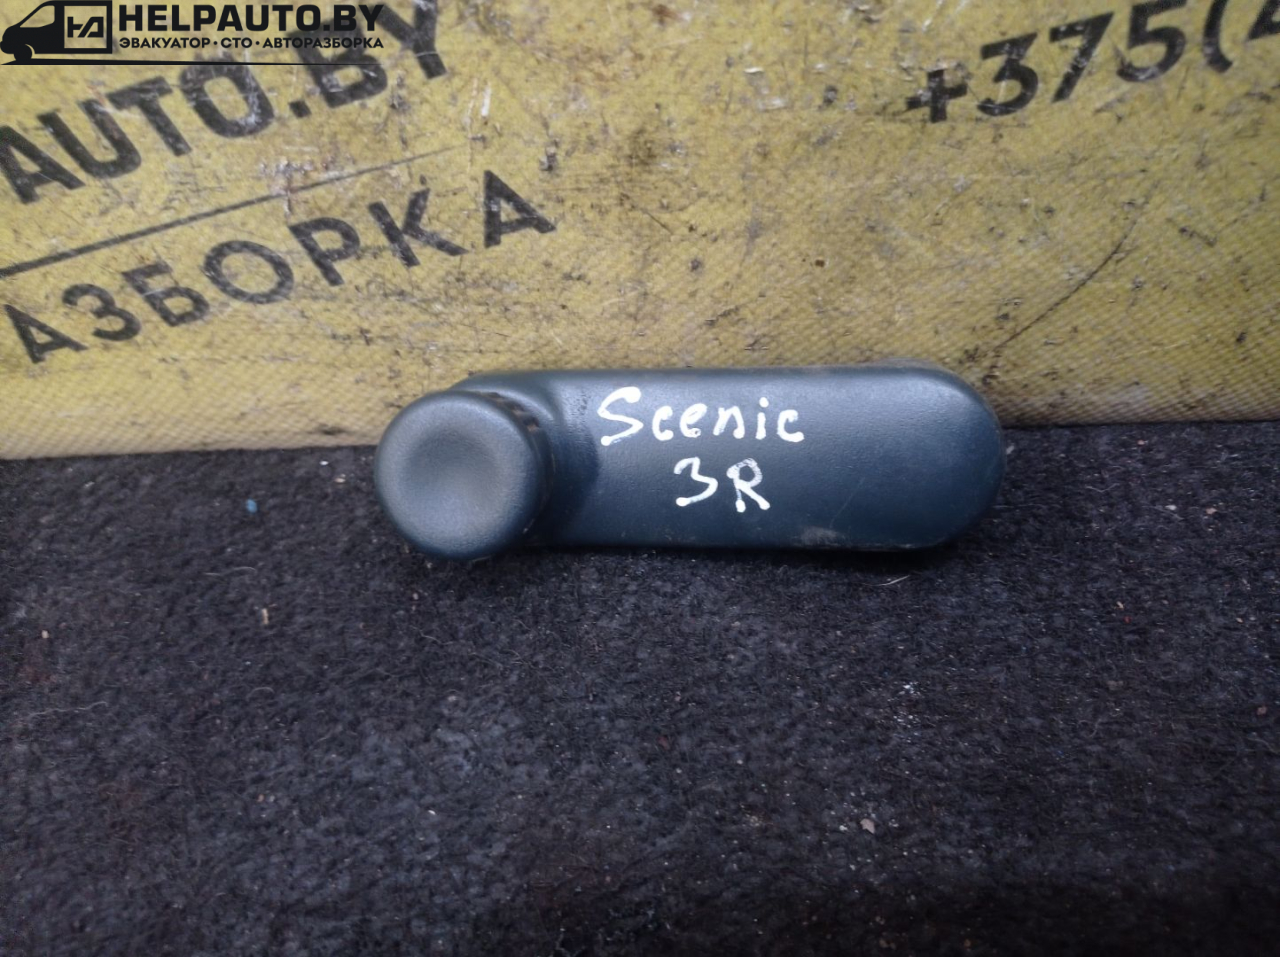 HELPAUTO.BY
ЭВАКУАТОР • СТО • АВТОРАЗБОРКА
AUTO.BY
+375(
АЗБОРКА
Scenic
3R